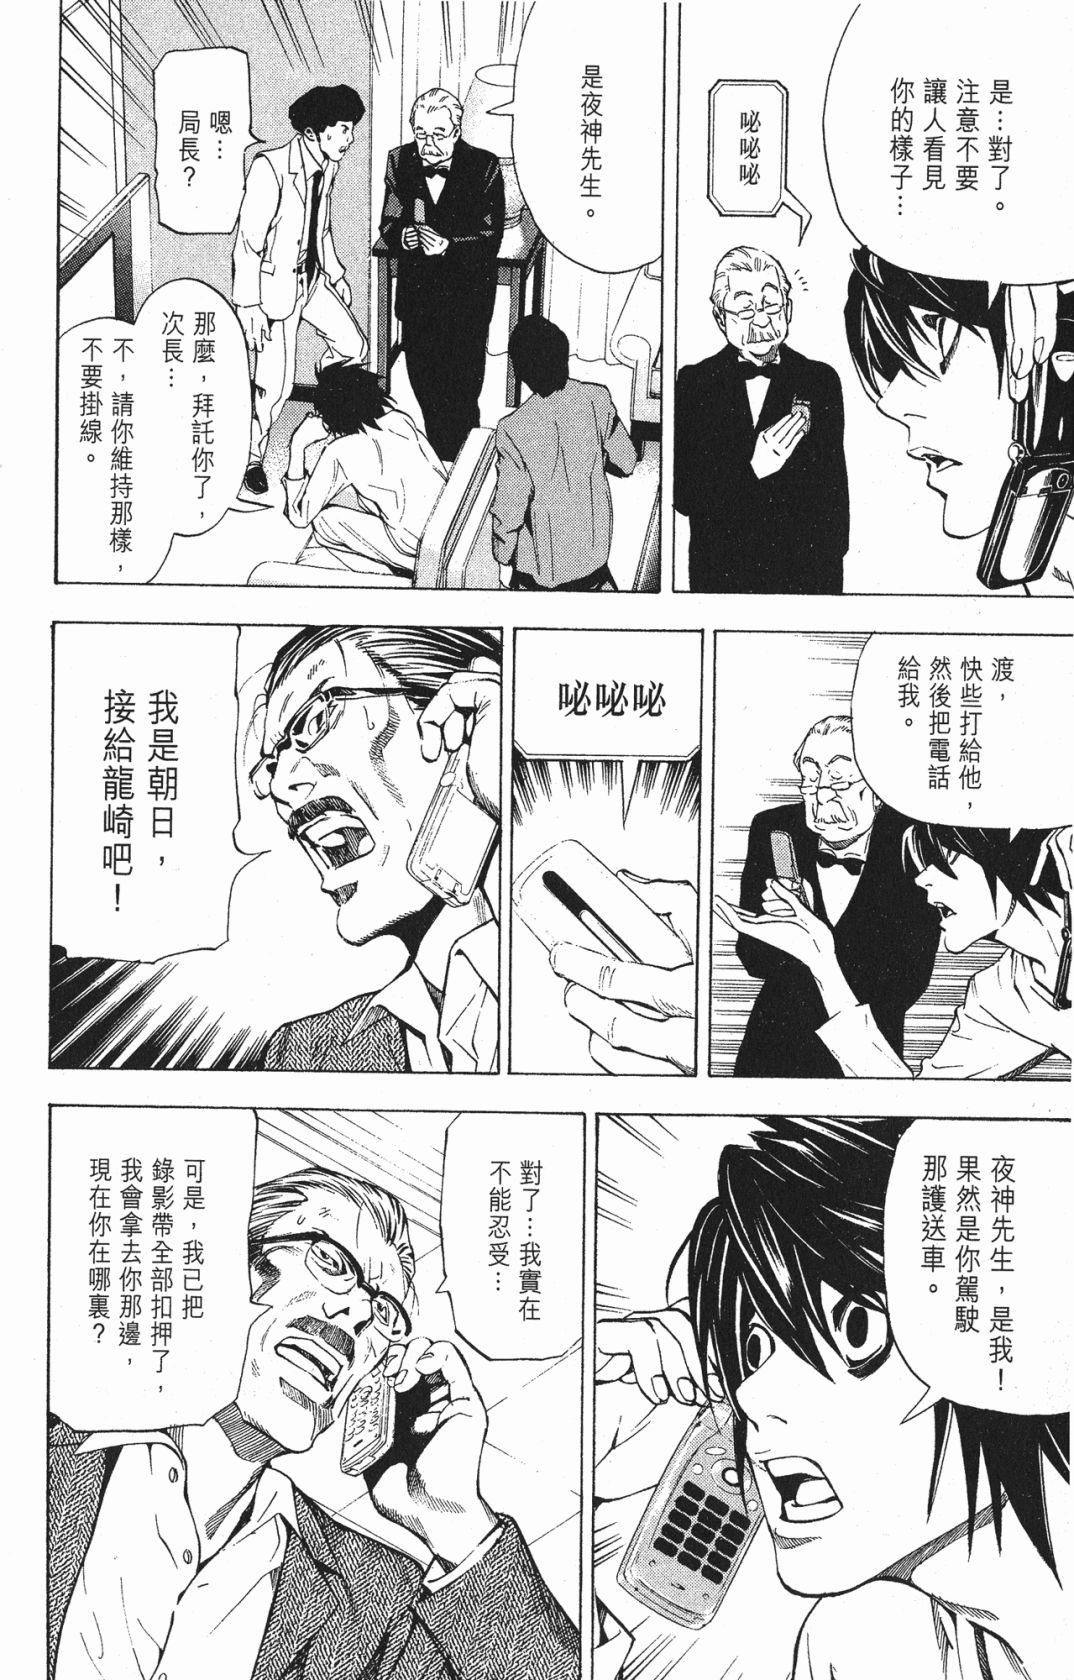 是…對了。
注意不要
讓人看見
你的樣子…
咇咇咇
是夜神先生。
嗯…
局長？
那麼，拜託你了，
次長…
不，請你維持那樣，
不要掛線。
渡，
快些打給他，
然後把電話
給我。
咇咇咇
我是朝日，
接給龍崎吧！
夜神先生，是我！
果然是你駕駛
那護送車。
對了…我實在
不能忍受…
可是，我已把
錄影帶全部扣押了，
我會拿去你那邊，
現在你在哪裏？